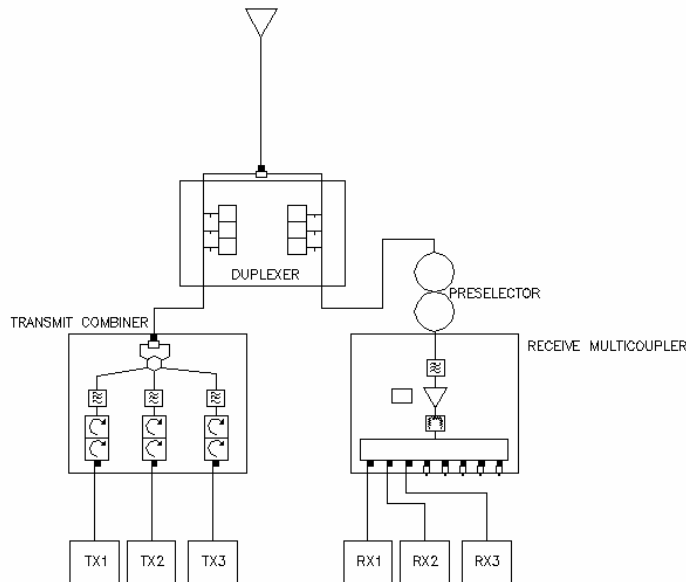 DUPLEXER
PRESELECTOR
TRANSMIT COMBINER
RECEIVE MULTICOUPLER
TX1 TX2 TX3 RX1 RX2 RX3